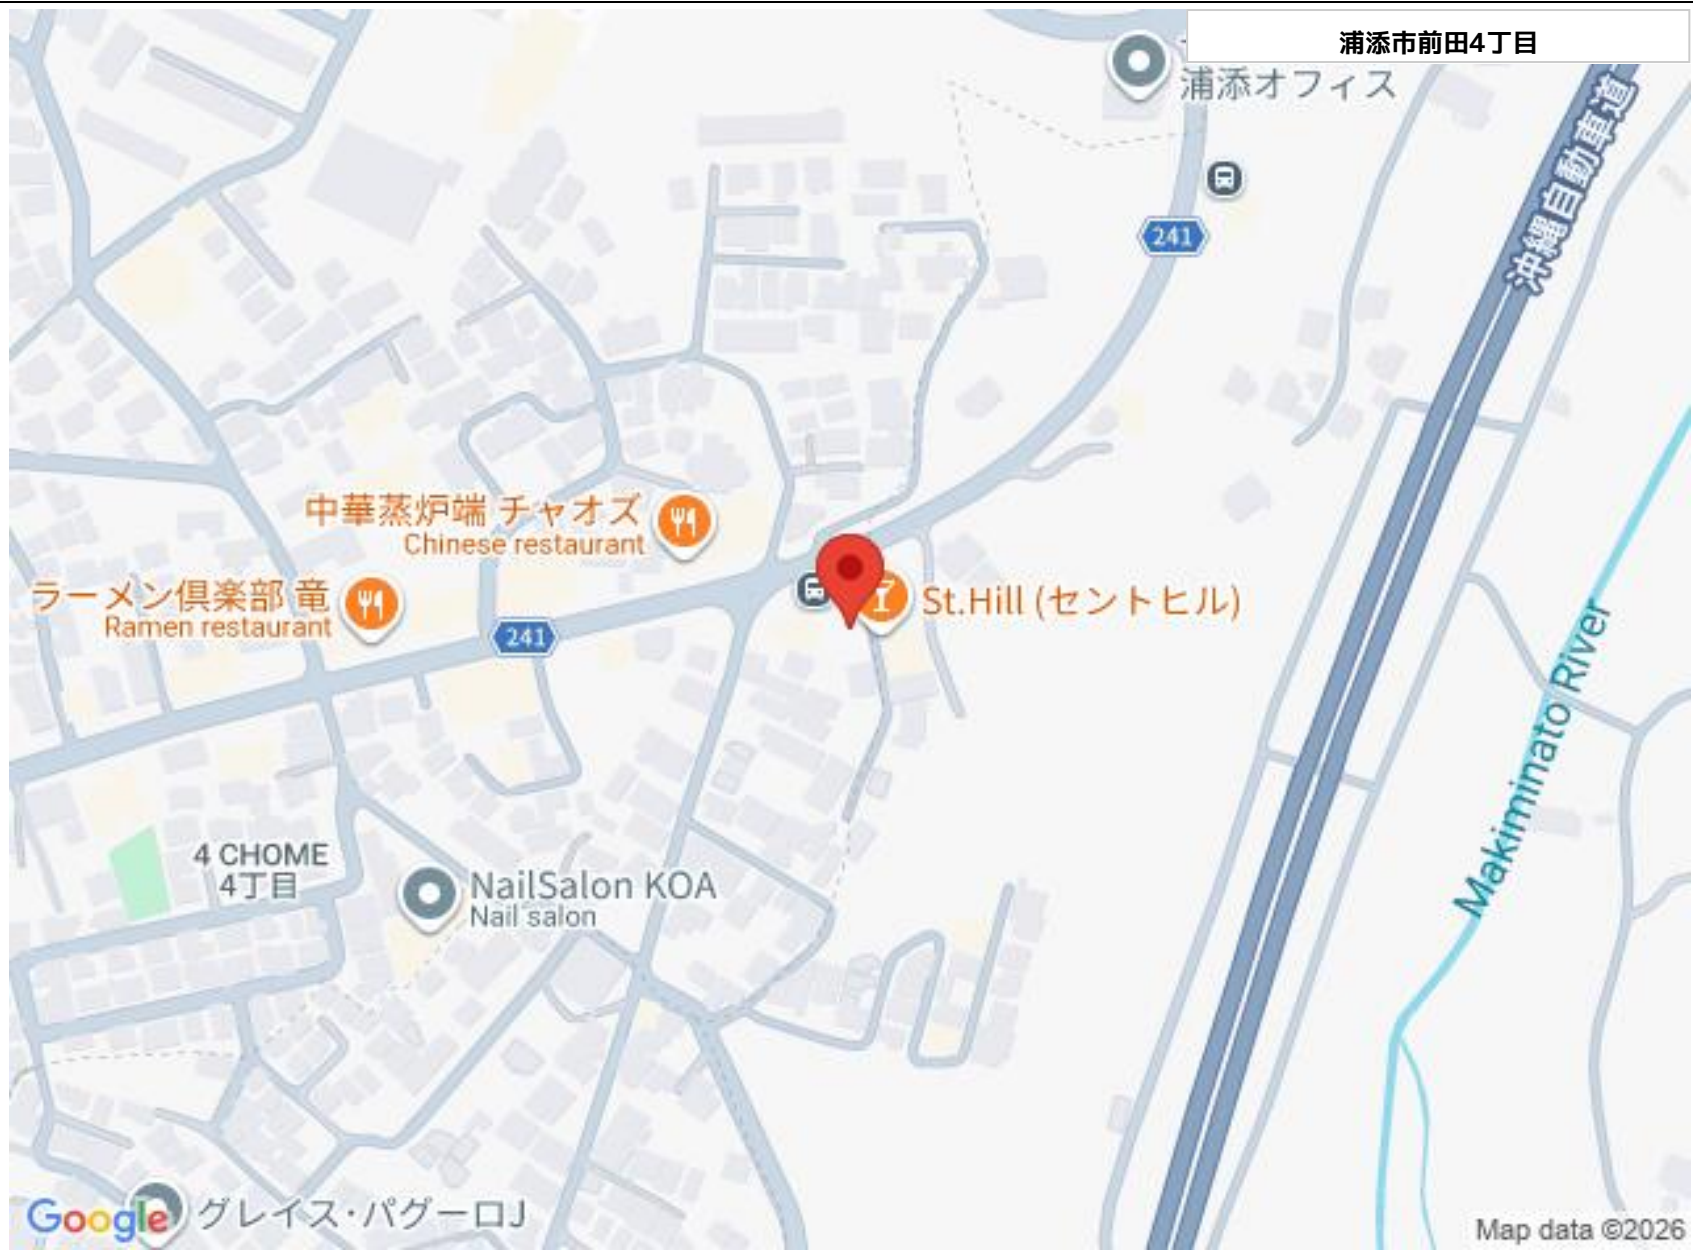 浦添市前田4丁目
浦添オフィス
沖縄自動車道
241
中華蒸炉端 チャオズ
Chinese restaurant
ラーメン倶楽部 竜
Ramen restaurant
St.Hill (セントヒル)
241
Makiminato River
4 CHOME
4丁目
NailSalon KOA
Nail salon
Google
グレイス・パグーロJ
Map data ©2026